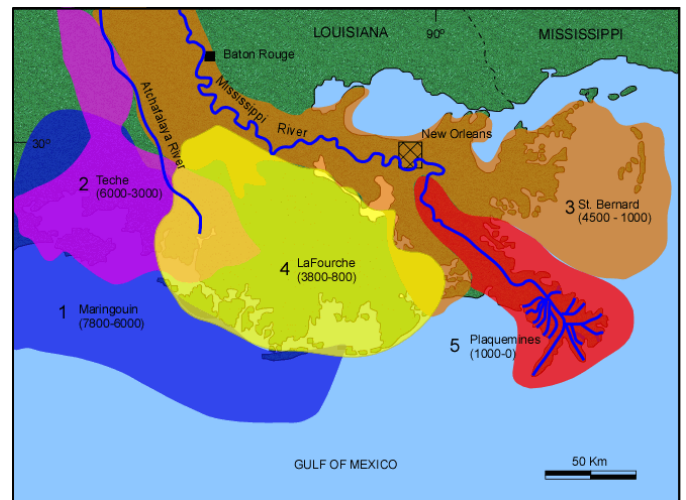 LOUISIANA
90°
MISSISSIPPI
Baton Rouge
Mississippi
River
Atchafalaya River
New Orleans
30°
2 Teche
(6000-3000)
3 St. Bernard
(4500 - 1000)
4 LaFourche
(3800-800)
1 Maringouin
(7800-6000)
5 Plaquemines
(1000-0)
GULF OF MEXICO
50 Km